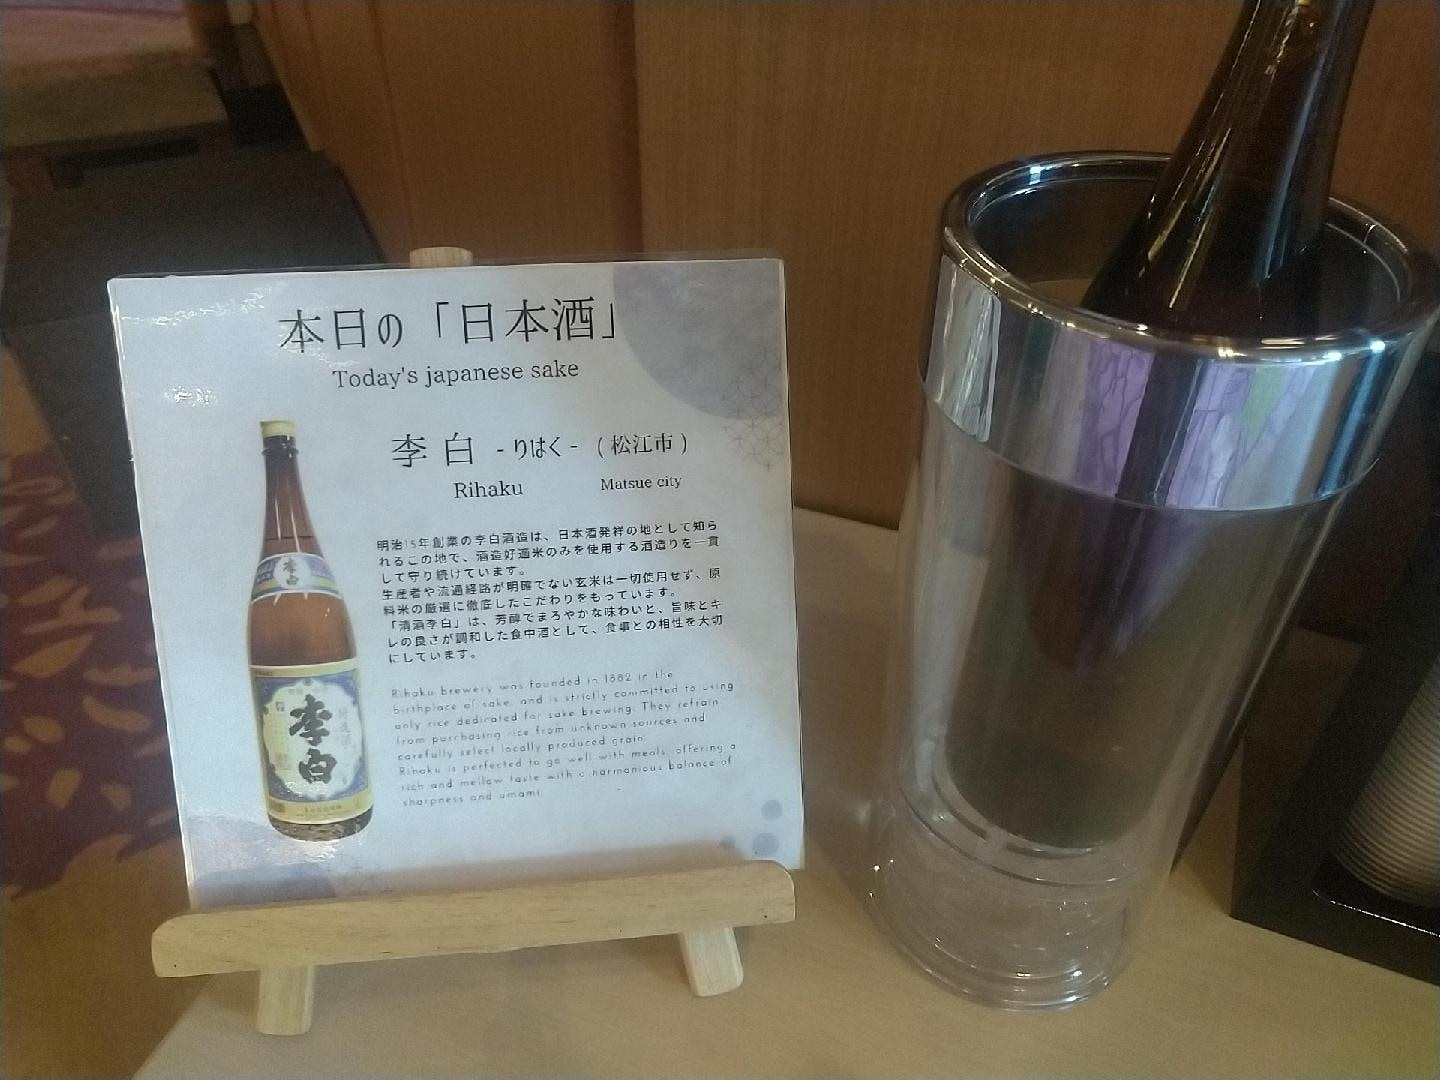 本日の「日本酒」
Today's japanese sake
李白 -りはく- (松江市)
Rihaku Matsue city
明治15年創業の李白酒造は、日本酒発祥の地として知ら
れるこの地で、酒造好適米のみを使用する酒造りを一貫
して守り続けています。
生産者や流通経路が明確でない玄米は一切使用せず、原
料米の厳選に徹底したこだわりをもっています。
「清酒李白」は、芳醇でまろやかな味わいと、旨味とキ
レの良さが調和した食中酒として、食事との相性を大切
にしています。
Rihaku brewery was founded in 1882 in the
birthplace of sake, and is strictly committed to using
only rice dedicated for sake brewing. They refrain
from purchasing rice from unknown sources and
carefully select locally produced grain.
Rihaku is perfected to go well with meals, offering a
rich and mellow taste with a harmonious balance of
sharpness and umami.
李白
李白